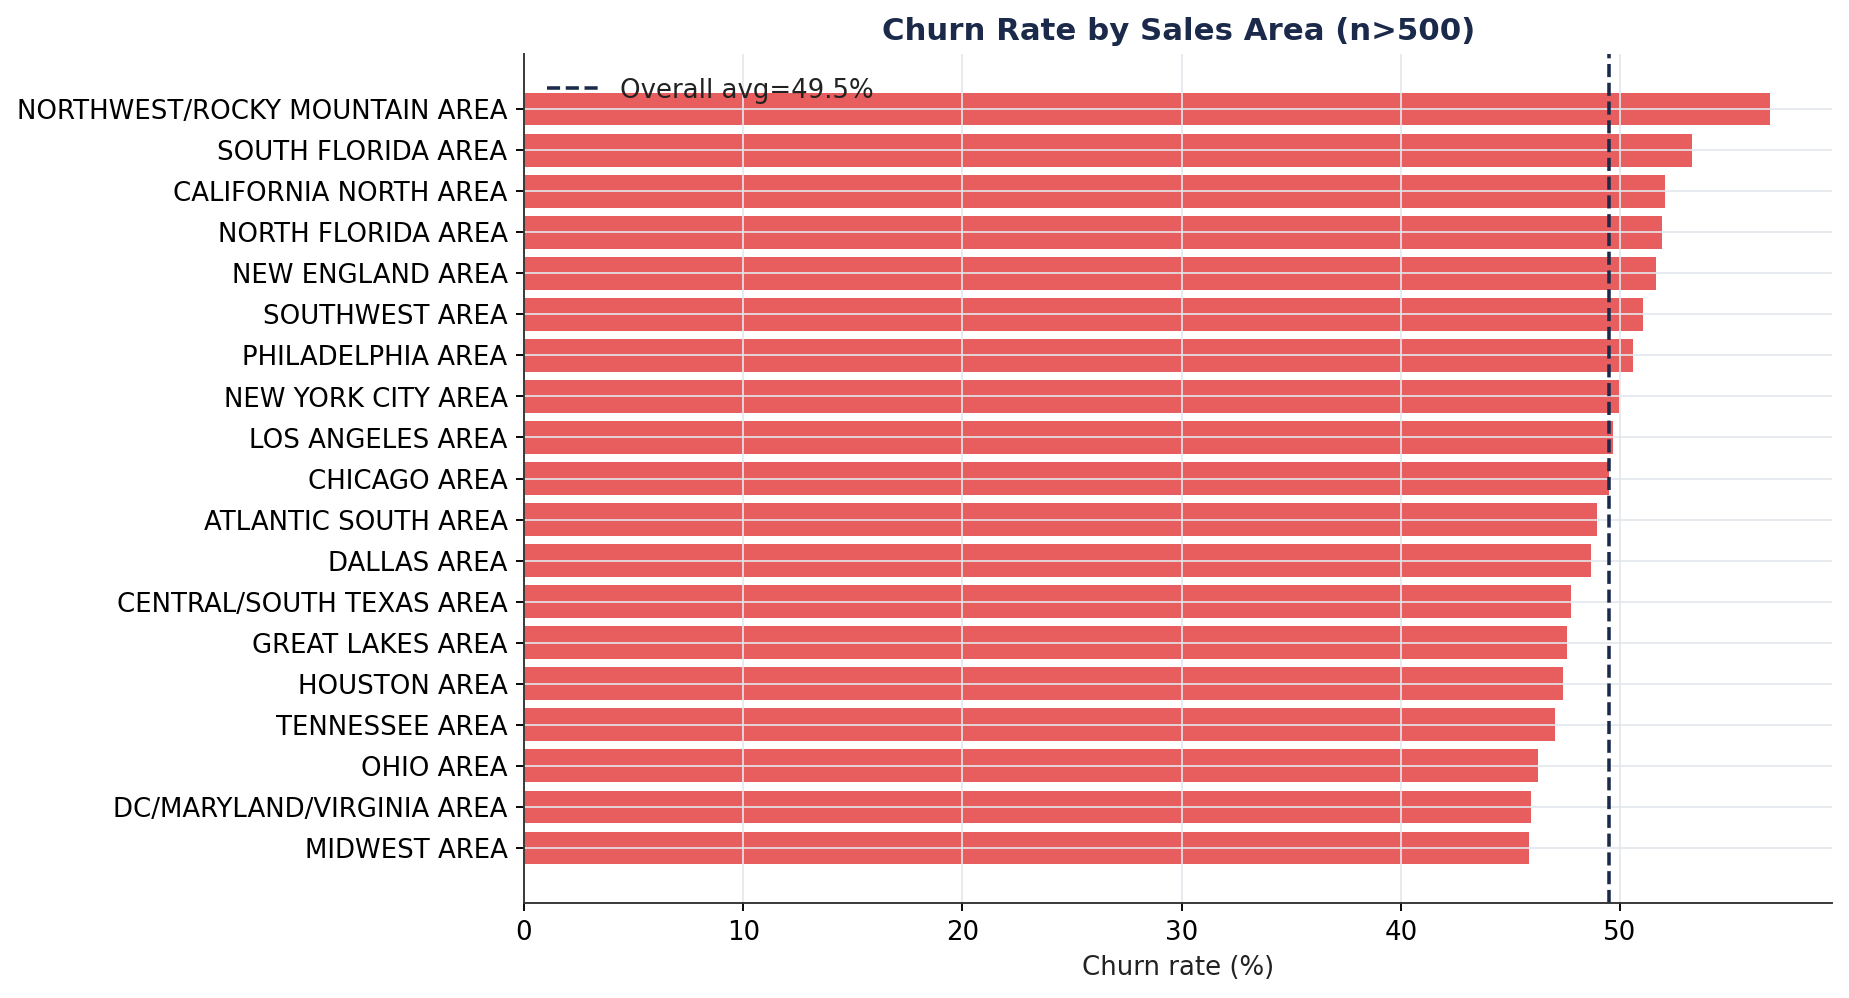 Churn Rate by Sales Area (n>500)
Overall avg=49.5%
NORTHWEST/ROCKY MOUNTAIN AREA
SOUTH FLORIDA AREA
CALIFORNIA NORTH AREA
NORTH FLORIDA AREA
NEW ENGLAND AREA
SOUTHWEST AREA
PHILADELPHIA AREA
NEW YORK CITY AREA
LOS ANGELES AREA
CHICAGO AREA
ATLANTIC SOUTH AREA
DALLAS AREA
CENTRAL/SOUTH TEXAS AREA
GREAT LAKES AREA
HOUSTON AREA
TENNESSEE AREA
OHIO AREA
DC/MARYLAND/VIRGINIA AREA
MIDWEST AREA
0 10 20 30 40 50
Churn rate (%)